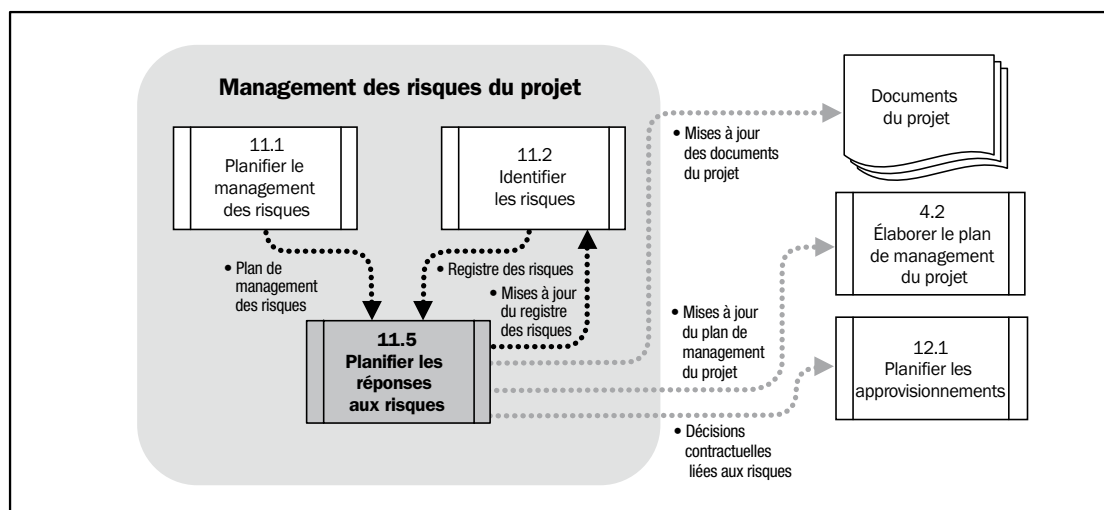 Management des risques du projet
11.1
Planifier le
management
des risques
11.2
Identifier
les risques
• Plan de
management
des risques
• Registre des risques
• Mises à jour
du registre
des risques
11.5
Planifier les
réponses
aux risques
• Mises à jour
des documents
du projet
• Mises à jour
du plan de
management
du projet
• Décisions
contractuelles
liées aux risques
Documents
du projet
4.2
Élaborer le plan
de management
du projet
12.1
Planifier les
approvisionnements